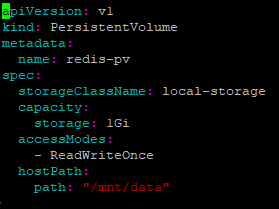 apiVersion: v1
kind: PersistentVolume
metadata:
  name: redis-pv
spec:
  storageClassName: local-storage
  capacity:
    storage: 1Gi
  accessModes:
    - ReadWriteOnce
  hostPath:
    path: "/mnt/data"